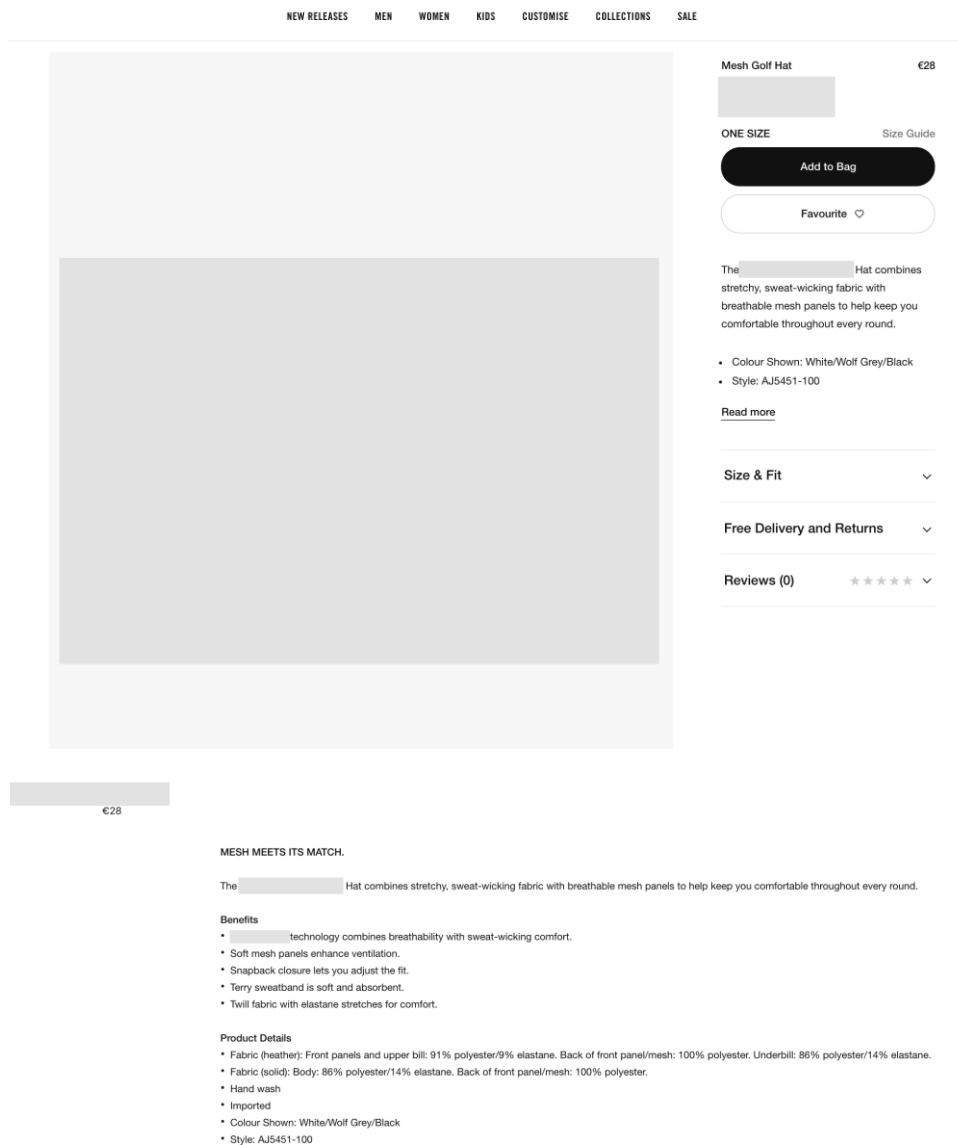 NEW RELEASES MEN WOMEN KIDS CUSTOMISE COLLECTIONS SALE
Mesh Golf Hat €28
ONE SIZE Size Guide
Add to Bag
Favourite
The Hat combines
stretchy, sweat-wicking fabric with
breathable mesh panels to help keep you
comfortable throughout every round.
• Colour Shown: White/Wolf Grey/Black
• Style: AJ5451-100
Read more
Size & Fit
Free Delivery and Returns
Reviews (0)
€28
MESH MEETS ITS MATCH.
The Hat combines stretchy, sweat-wicking fabric with breathable mesh panels to help keep you comfortable throughout every round.
Benefits
• technology combines breathability with sweat-wicking comfort.
• Soft mesh panels enhance ventilation.
• Snapback closure lets you adjust the fit.
• Terry sweatband is soft and absorbent.
• Twill fabric with elastane stretches for comfort.
Product Details
• Fabric (heather): Front panels and upper bill: 91% polyester/9% elastane. Back of front panel/mesh: 100% polyester. Underbill: 86% polyester/14% elastane.
• Fabric (solid): Body: 86% polyester/14% elastane. Back of front panel/mesh: 100% polyester.
• Hand wash
• Imported
• Colour Shown: White/Wolf Grey/Black
• Style: AJ5451-100